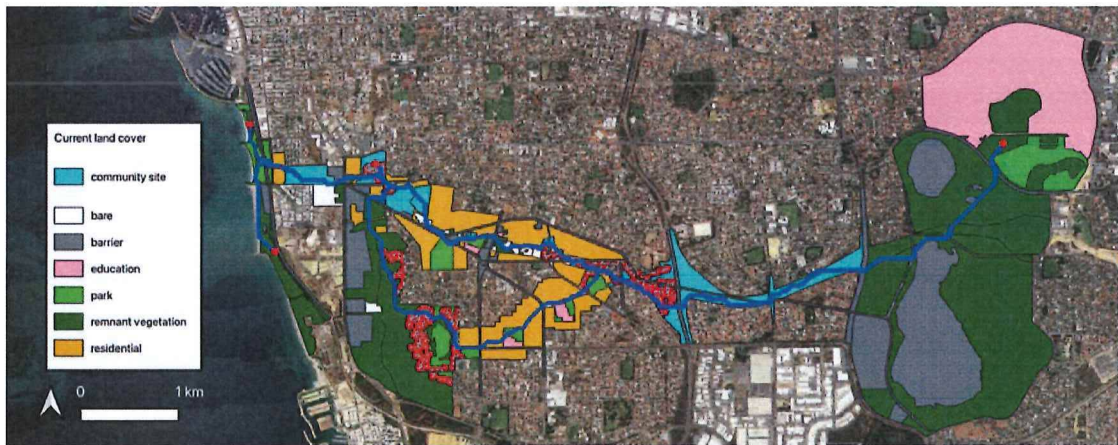 Current land cover
community site
bare
barrier
education
park
remnant vegetation
residential
0 1 km